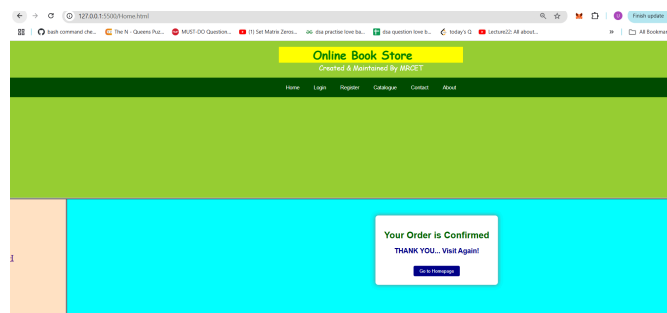 127.0.0.1:5500/Home.html
Finish update
bash command che...
The N - Queens Puz...
MUST-DO Question...
(1) Set Matrix Zeros...
dsa practise love ba...
dsa question love b...
today's Q
Lecture22: All about...
All Bookmar
Online Book Store
Created & Maintained By MRCET
Home Login Register Catalogue Contact About
Your Order is Confirmed
THANK YOU... Visit Again!
Go to Homepage